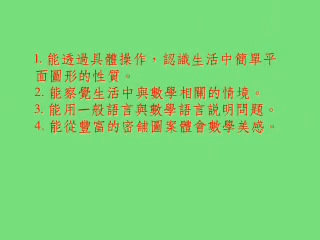 1. 能透過具體操作，認識生活中簡單平
面圖形的性質。
2. 能察覺生活中與數學相關的情境。
3. 能用一般語言與數學語言說明問題。
4. 能從豐富的密鋪圖案體會數學美感。